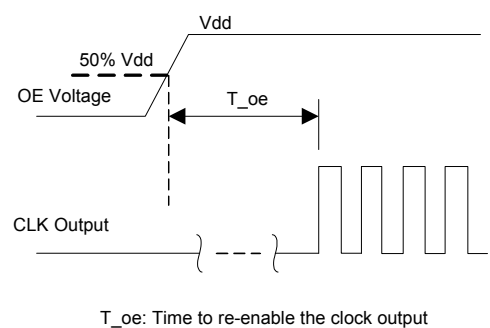 Vdd
50% Vdd
OE Voltage
T_oe
CLK Output
T_oe: Time to re-enable the clock output